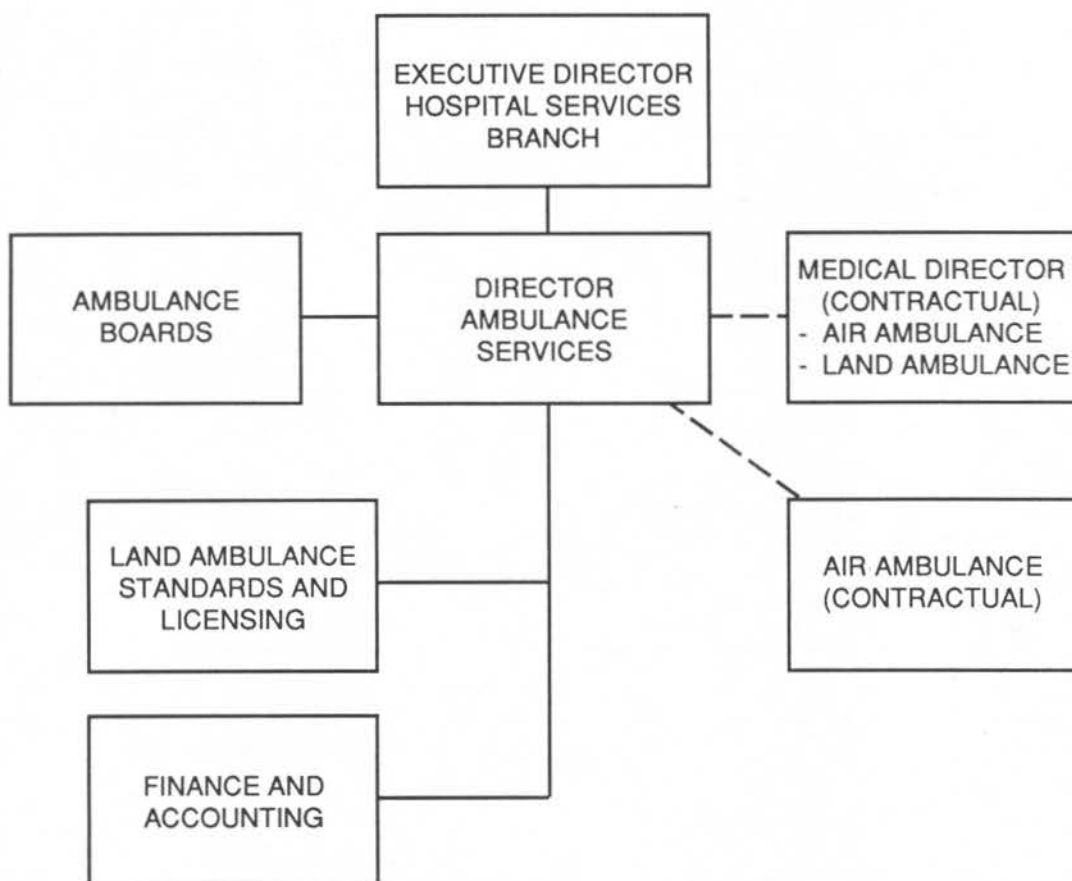 EXECUTIVE DIRECTOR
HOSPITAL SERVICES
BRANCH
AMBULANCE
BOARDS
DIRECTOR
AMBULANCE
SERVICES
MEDICAL DIRECTOR
(CONTRACTUAL)
- AIR AMBULANCE
- LAND AMBULANCE
LAND AMBULANCE
STANDARDS AND
LICENSING
AIR AMBULANCE
(CONTRACTUAL)
FINANCE AND
ACCOUNTING